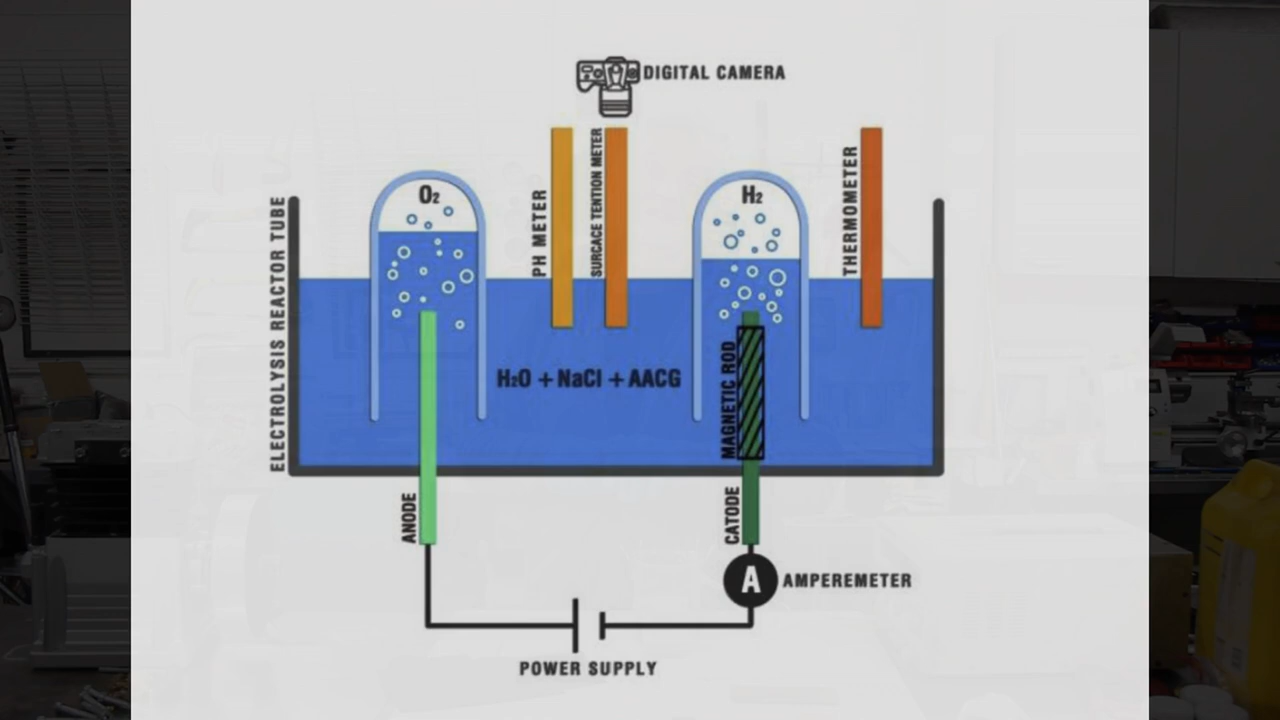 DIGITAL CAMERA
O₂
PH METER
SURCACE TENTION METER
H₂
THERMOMETER
ELECTROLYSIS REACTOR TUBE
H₂O + NaCl + AACG
MAGNETIC ROD
ANODE
CATODE
A
AMPEREMETER
POWER SUPPLY